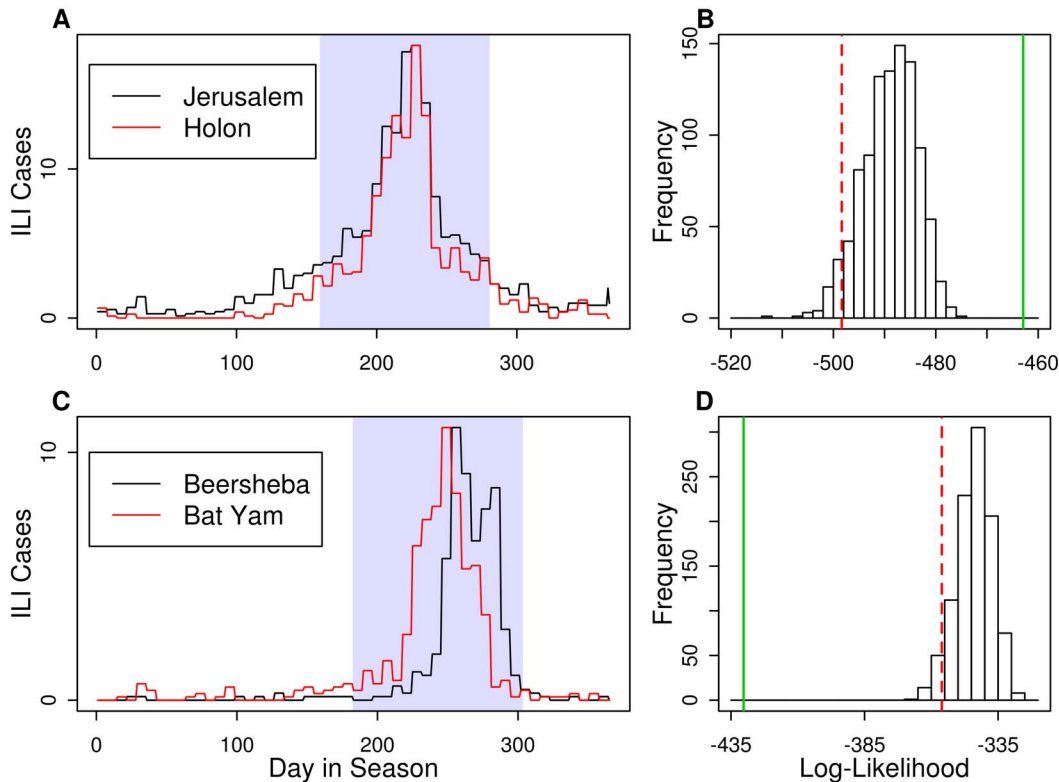 A
ILI Cases
10
0
Jerusalem
Holon
0 100 200 300
B
Frequency
150
100
50
0
-520 -500 -480 -460
C
ILI Cases
10
0
Beersheba
Bat Yam
0 100 200 300
Day in Season
D
Frequency
250
150
50
0
-435 -385 -335
Log-Likelihood